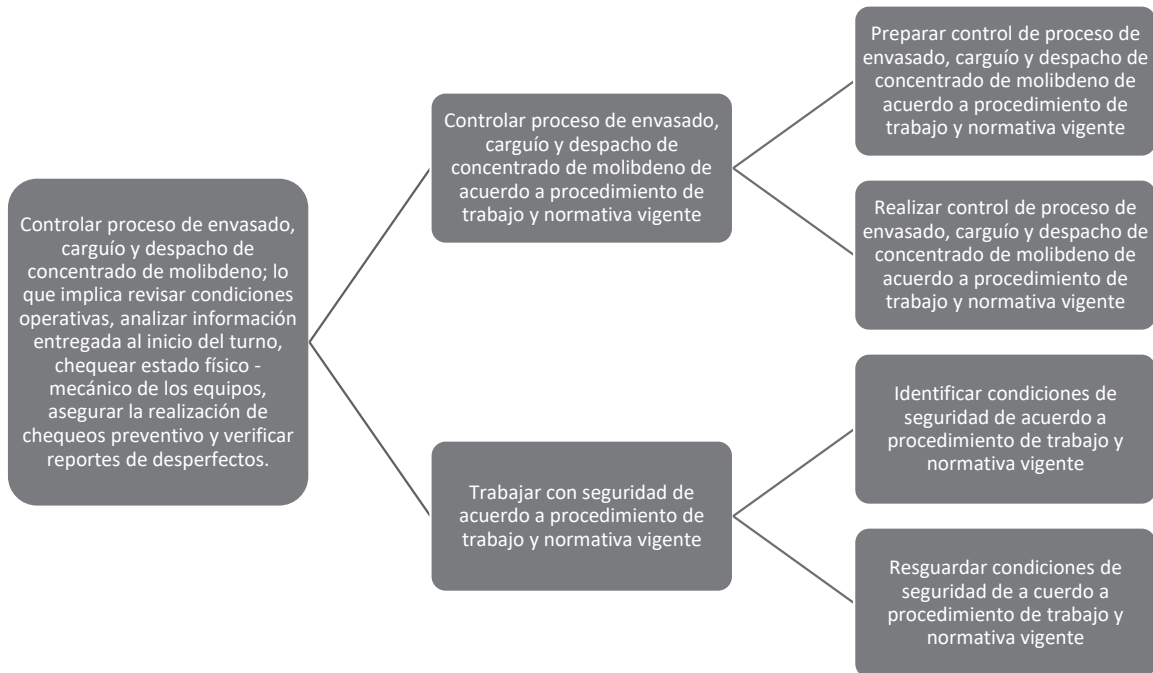 Controlar proceso de envasado,
carguío y despacho de
concentrado de molibdeno; lo
que implica revisar condiciones
operativas, analizar información
entregada al inicio del turno,
chequear estado físico -
mecánico de los equipos,
asegurar la realización de
chequeos preventivo y verificar
reportes de desperfectos.
Controlar proceso de envasado,
carguío y despacho de
concentrado de molibdeno de
acuerdo a procedimiento de
trabajo y normativa vigente
Preparar control de proceso de
envasado, carguío y despacho de
concentrado de molibdeno de
acuerdo a procedimiento de
trabajo y normativa vigente
Realizar control de proceso de
envasado, carguío y despacho de
concentrado de molibdeno de
acuerdo a procedimiento de
trabajo y normativa vigente
Trabajar con seguridad de
acuerdo a procedimiento de
trabajo y normativa vigente
Identificar condiciones de
seguridad de acuerdo a
procedimiento de trabajo y
normativa vigente
Resguardar condiciones de
seguridad de a cuerdo a
procedimiento de trabajo y
normativa vigente